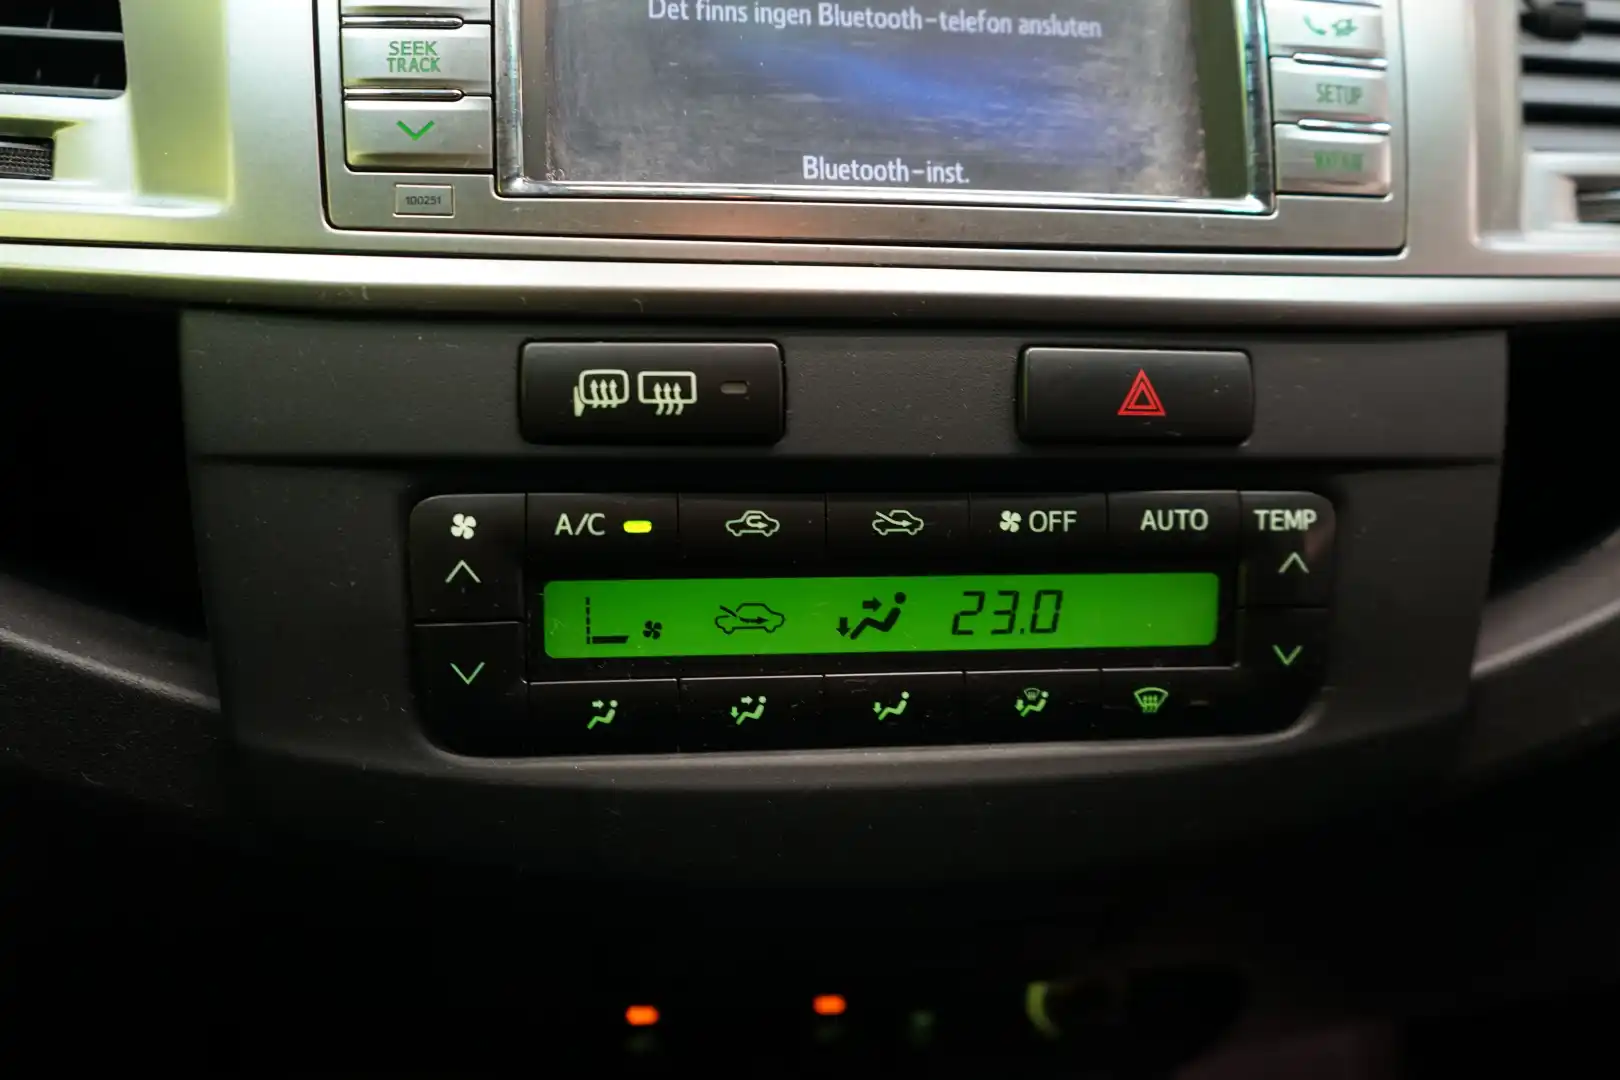 Det finns ingen Bluetooth-telefon ansluten
SEEK
TRACK
SETUP
Bluetooth-inst.
100251
A/C
OFF
AUTO
TEMP
23.0